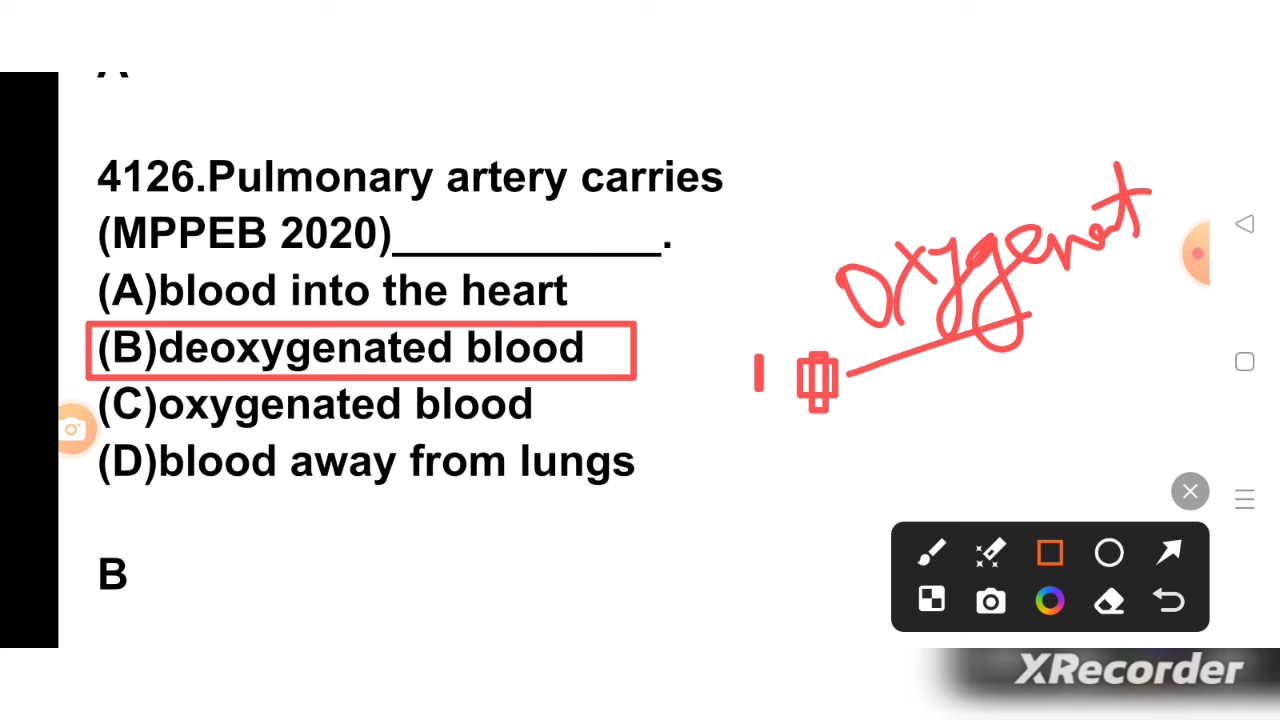 A
4126.Pulmonary artery carries
(MPPEB 2020)___________.
(A)blood into the heart
(B)deoxygenated blood
(C)oxygenated blood
(D)blood away from lungs
B
Oxygenat
XRecorder